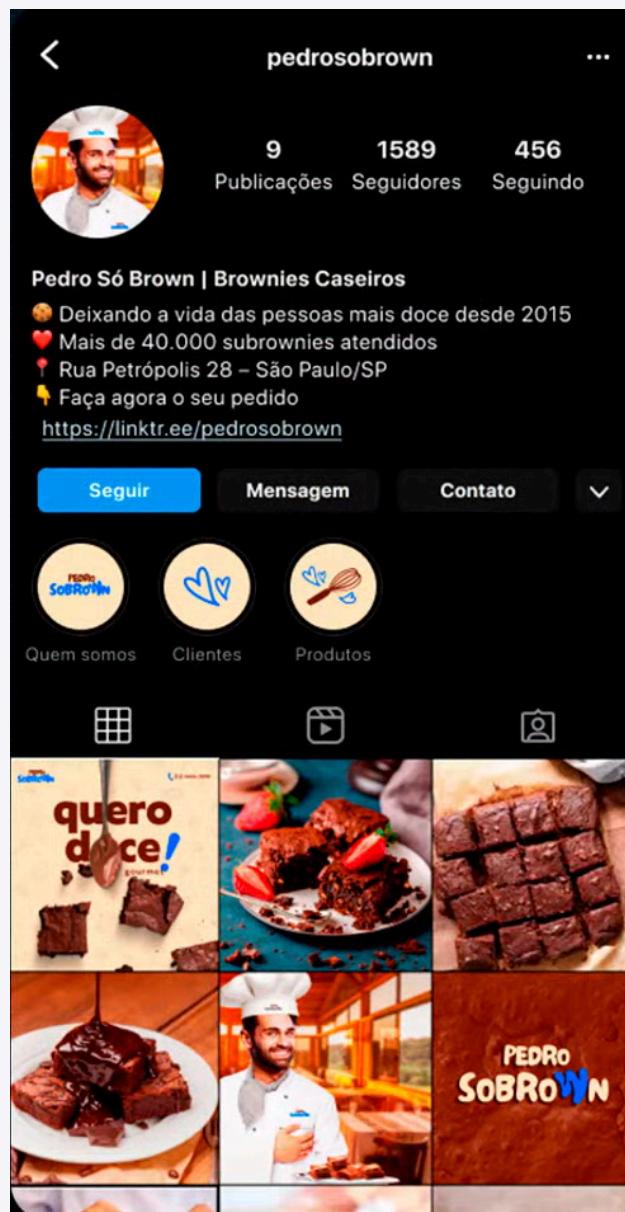 pedrosobrown
9 1589 456
Publicações Seguidores Seguindo
Pedro Só Brown | Brownies Caseiros
Deixando a vida das pessoas mais doce desde 2015
Mais de 40.000 subrownies atendidos
Rua Petrópolis 28 – São Paulo/SP
Faça agora o seu pedido
https://linktr.ee/pedrosobrown
Seguir Mensagem Contato
PEDRO
SOBROWN
Quem somos Clientes Produtos
PEDRO
SOBROWN
quero
doce!
gourmet
PEDRO
SOBROWN